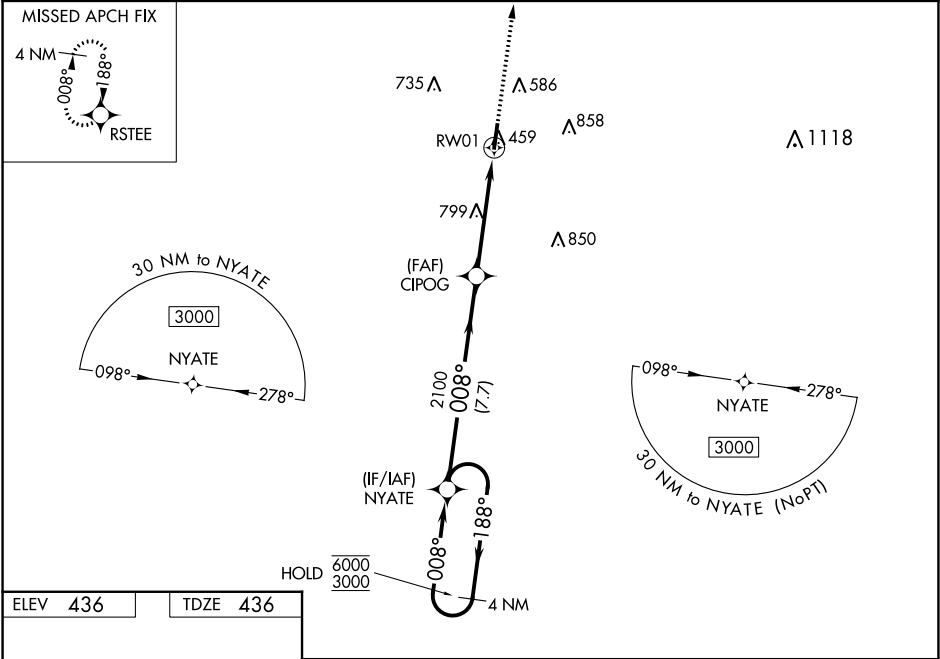 MISSED APCH FIX
4 NM
008°
188°
RSTEE
735
586
858
RW01
459
1118
799
850
(FAF)
CIPOG
30 NM to NYATE
3000
NYATE
098°
278°
2100
008°
(7.7)
098°
278°
NYATE
3000
30 NM to NYATE (NoPT)
(IF/IAF)
NYATE
008°
188°
HOLD
6000
3000
4 NM
ELEV 436
TDZE 436